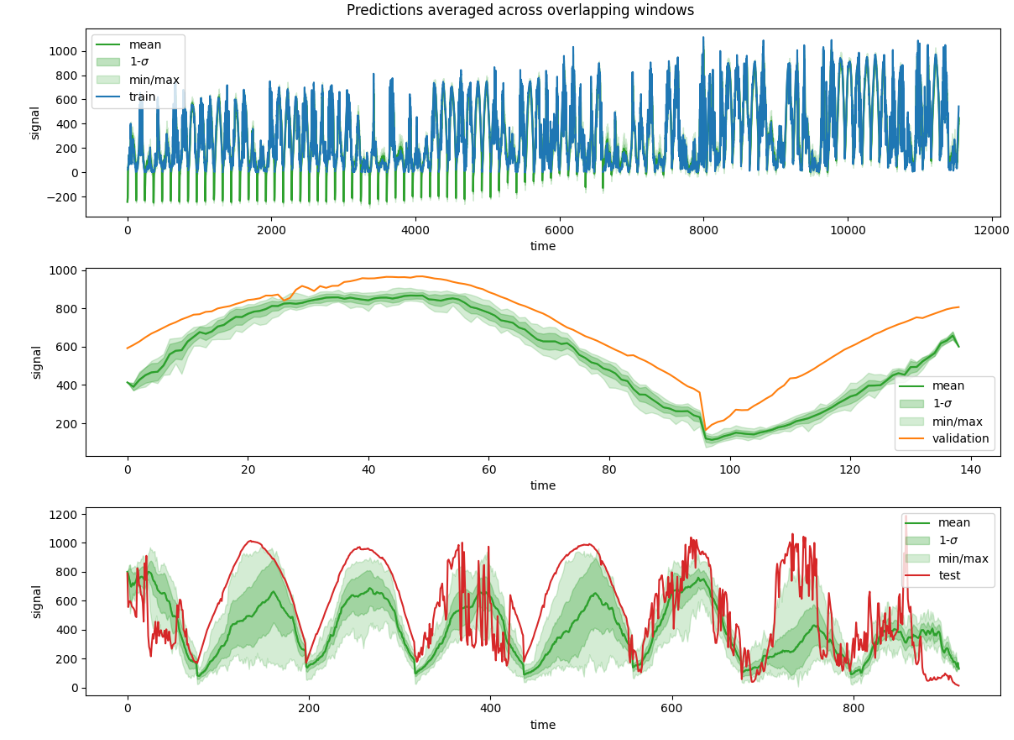 Predictions averaged across overlapping windows
signal
1000
800
600
400
200
0
−200
mean
1-σ
min/max
train
0
2000
4000
6000
8000
10000
12000
time
signal
1000
800
600
400
200
mean
1-σ
min/max
validation
0
20
40
60
80
100
120
140
time
signal
1200
1000
800
600
400
200
0
mean
1-σ
min/max
test
0
200
400
600
800
time